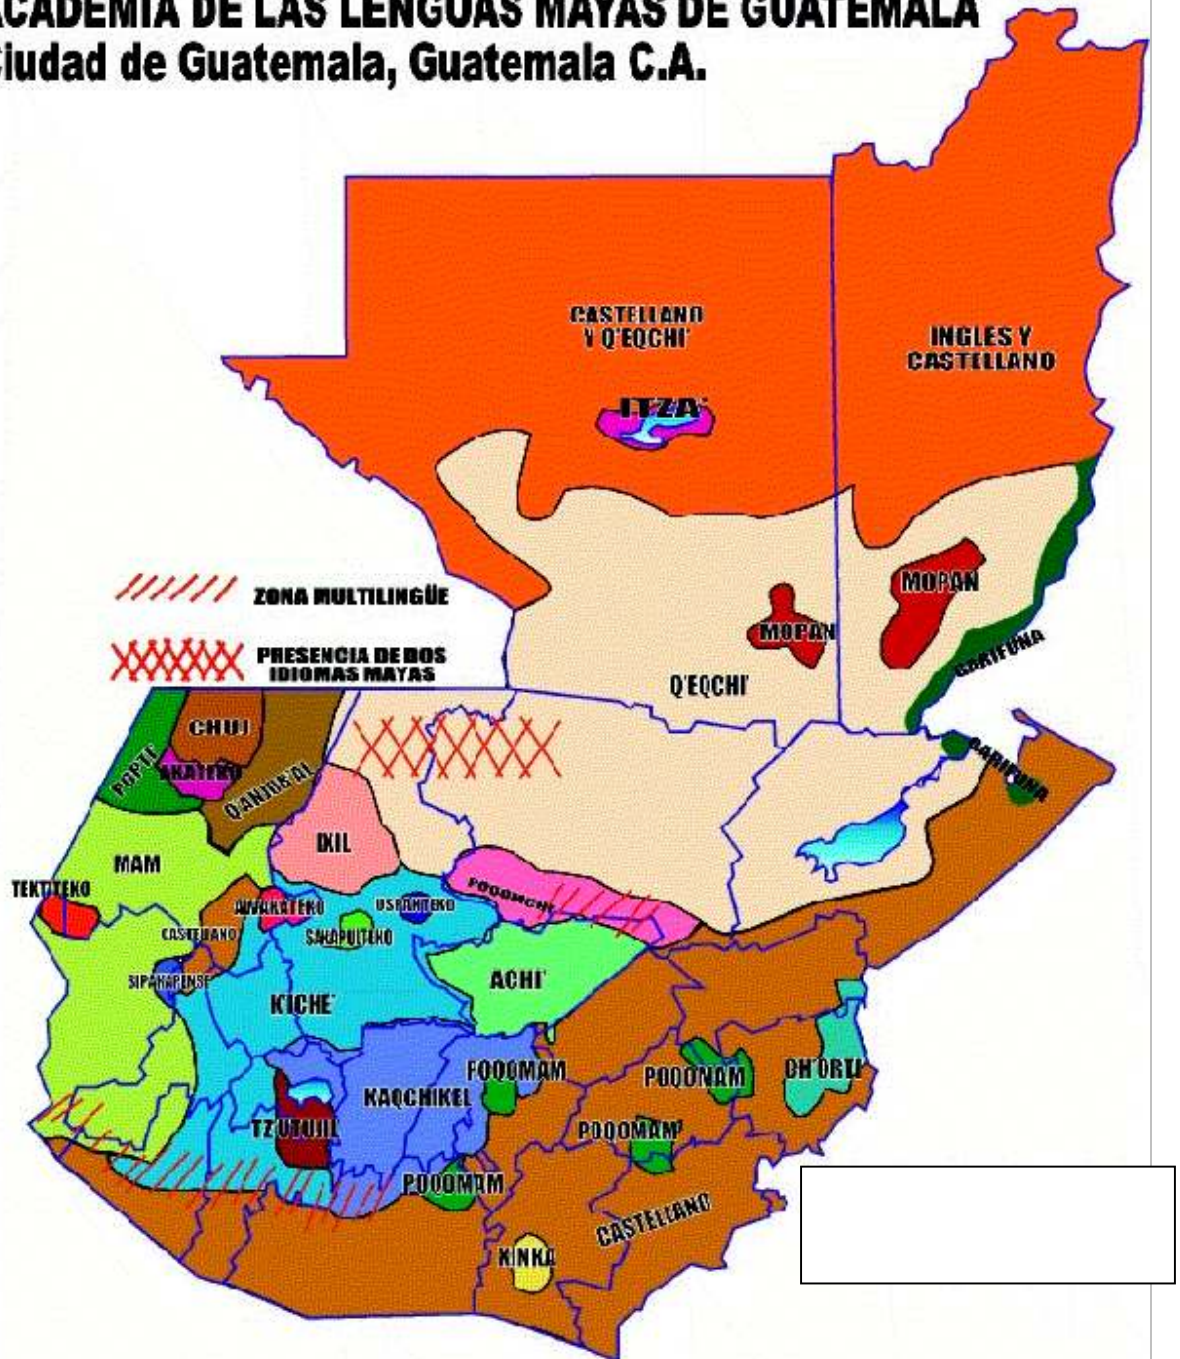 ACADEMIA DE LAS LENGUAS MAYAS DE GUATEMALA
Ciudad de Guatemala, Guatemala C.A.
CASTELLANO
Y Q'EQCHI'
INGLES Y
CASTELLANO
ITZA'
ZONA MULTILINGÜE
MOPAN
MOPAN
PRESENCIA DE DOS
IDIOMAS MAYAS
GARIFUNA
Q'EQCHI'
CHUJ
GARIFUNA
POPTI'
AKATEKO
Q'ANJOB'AL
IXIL
MAM
TEKTITEKO
POQOMCHI'
AWAKATEKO
USPANTEKO
CASTELLANO
SAKAPULTEKO
SIPAKAPENSE
ACHI'
K'ICHE'
POQOMAM
POQOMAM
CH'ORTI
KAQCHIKEL
TZ'UTUJIL
POQOMAM
POQOMAM
CASTELLANO
XINKA